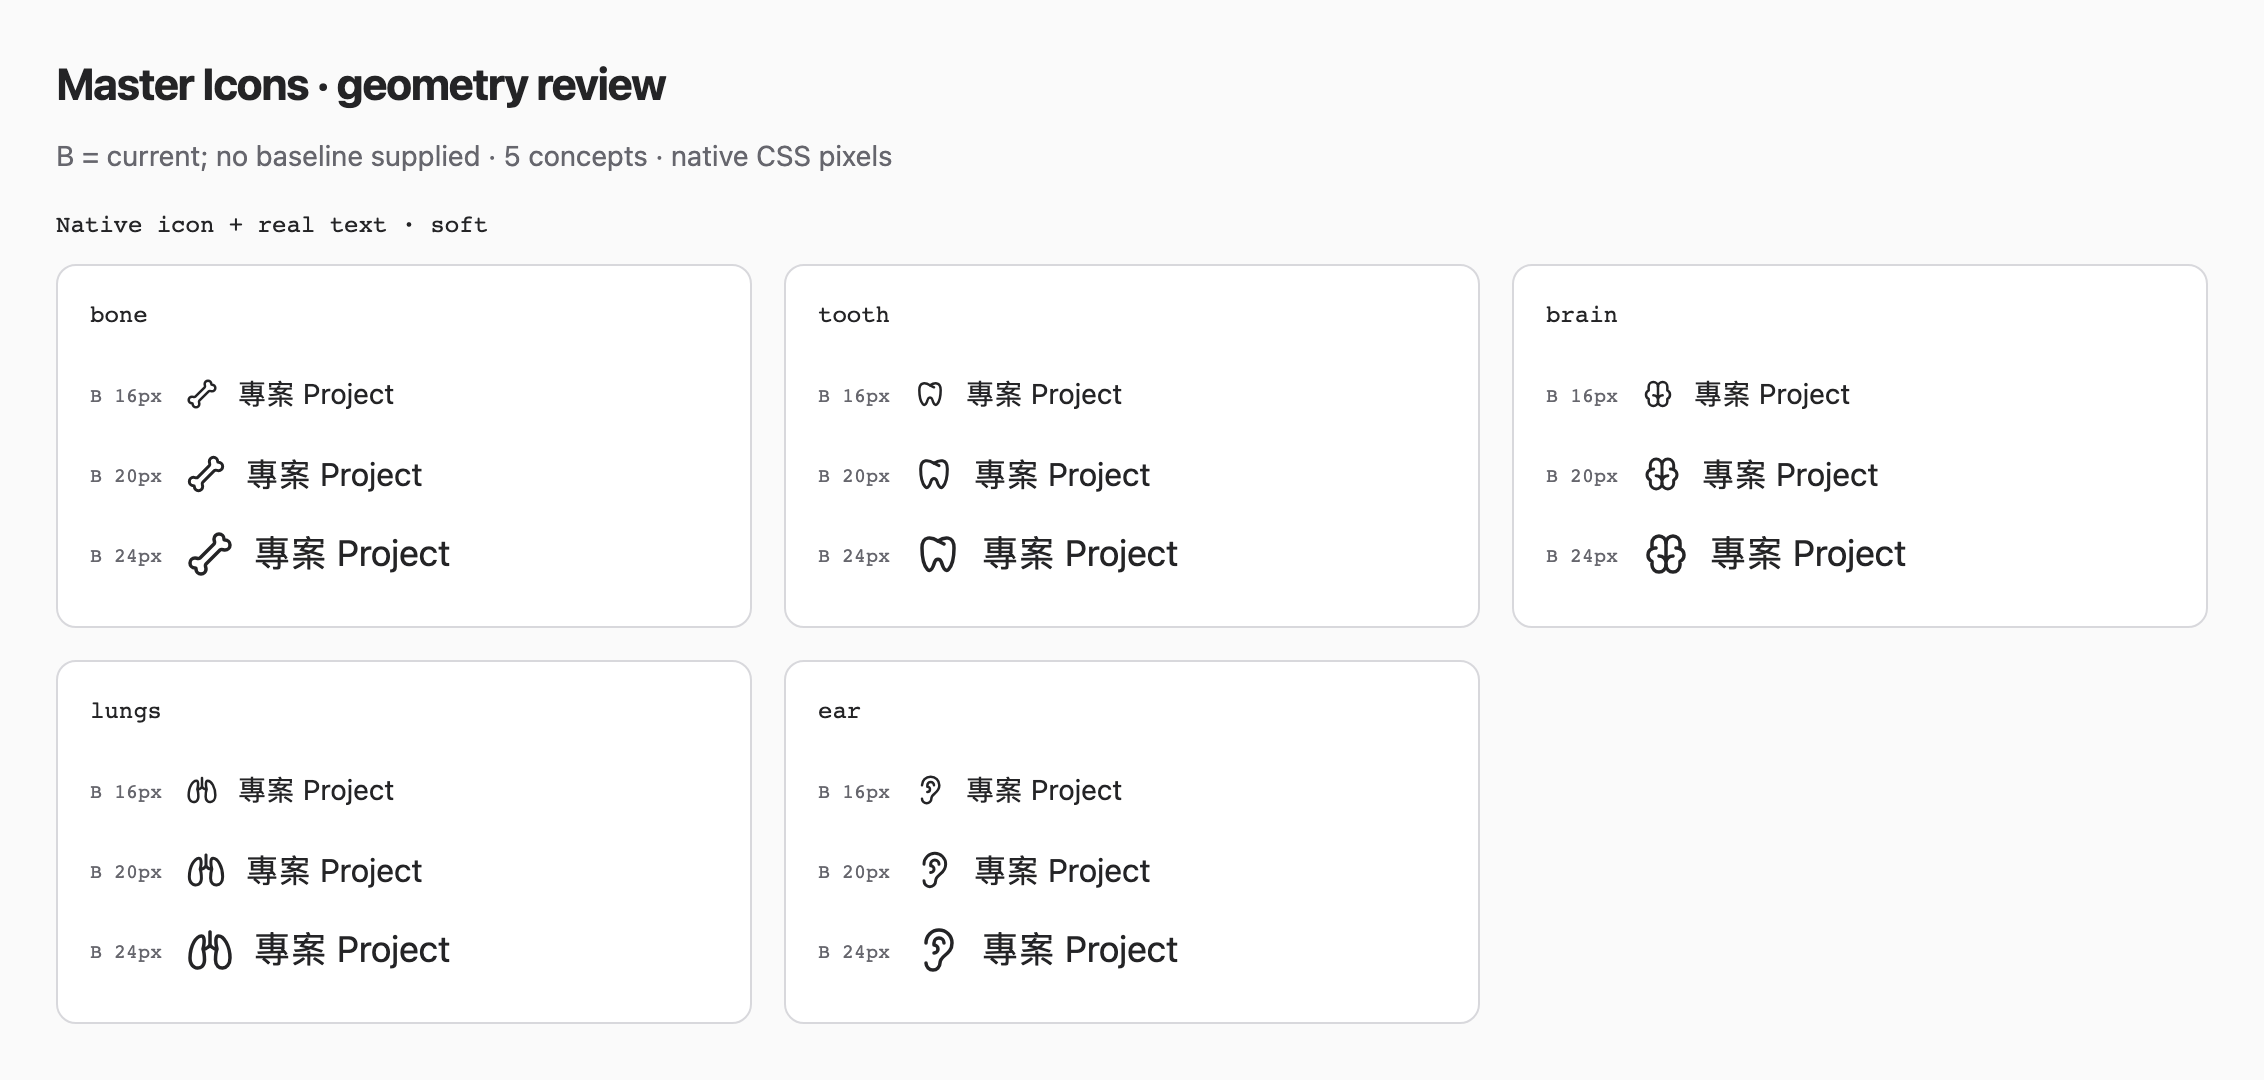 Master Icons · geometry review
B = current; no baseline supplied · 5 concepts · native CSS pixels
Native icon + real text · soft
bone
B 16px 專案 Project
B 20px 專案 Project
B 24px 專案 Project
tooth
B 16px 專案 Project
B 20px 專案 Project
B 24px 專案 Project
brain
B 16px 專案 Project
B 20px 專案 Project
B 24px 專案 Project
lungs
B 16px 專案 Project
B 20px 專案 Project
B 24px 專案 Project
ear
B 16px 專案 Project
B 20px 專案 Project
B 24px 專案 Project